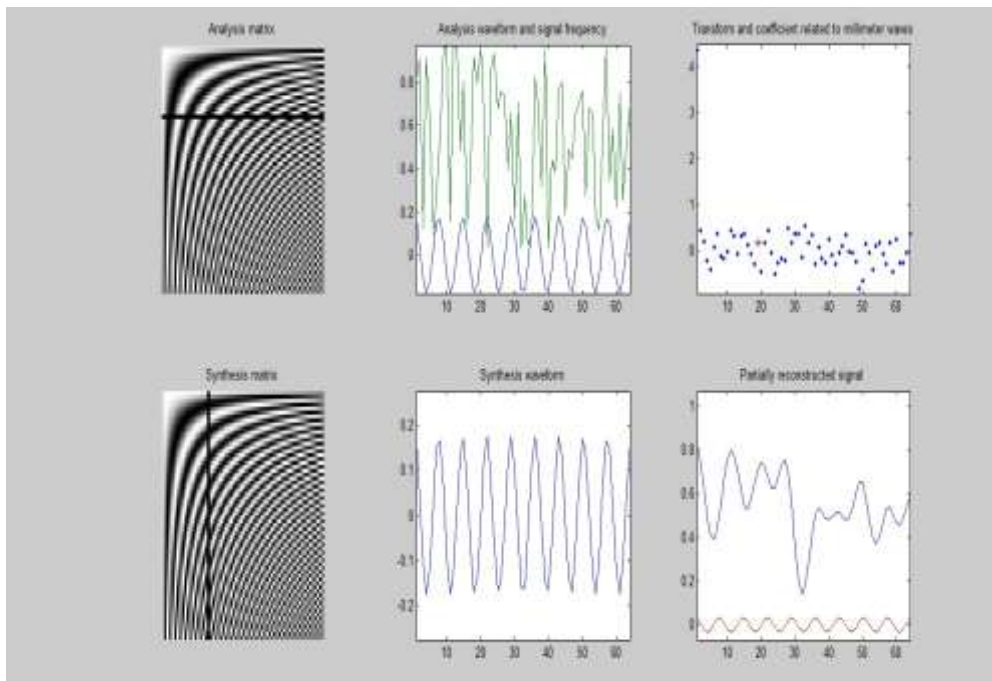 Analysis matrix
Analysis waveform and signal frequency
Transform and coefficient related to millimeter waves
0.8
0.6
0.4
0.2
0
10 20 30 40 50 60
4
3
2
1
0
10 20 30 40 50 60
Synthesis matrix
Synthesis waveform
Partially reconstructed signal
0.2
0.1
0
-0.1
-0.2
10 20 30 40 50 60
1
0.8
0.6
0.4
0.2
0
10 20 30 40 50 60